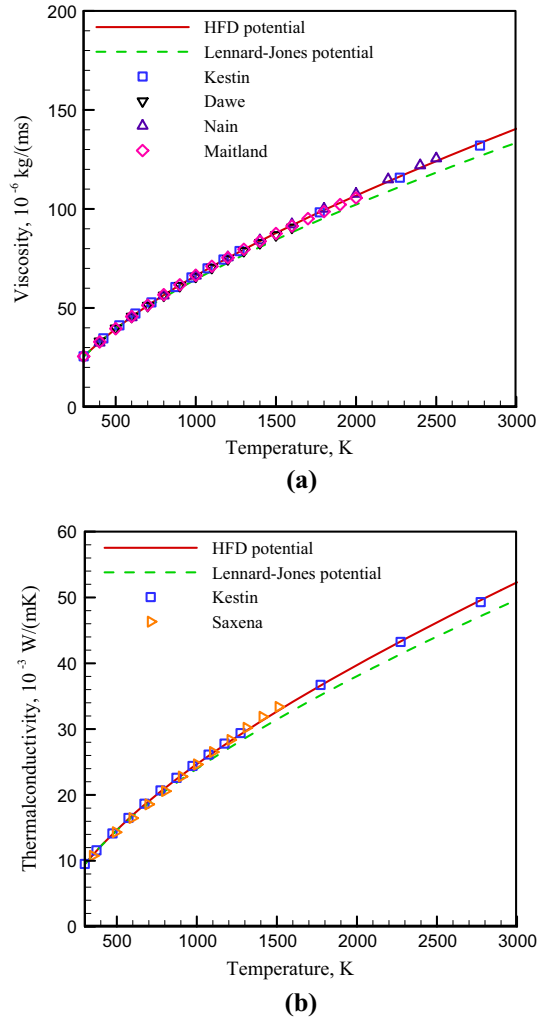 200
150
100
50
0
500
1000
1500
2000
2500
3000
Viscosity, 10⁻⁶ kg/(ms)
Temperature, K
HFD potential
Lennard-Jones potential
Kestin
Dawe
Nain
Maitland
(a)
60
50
40
30
20
10
0
500
1000
1500
2000
2500
3000
Thermalconductivity, 10⁻³ W/(mK)
Temperature, K
HFD potential
Lennard-Jones potential
Kestin
Saxena
(b)